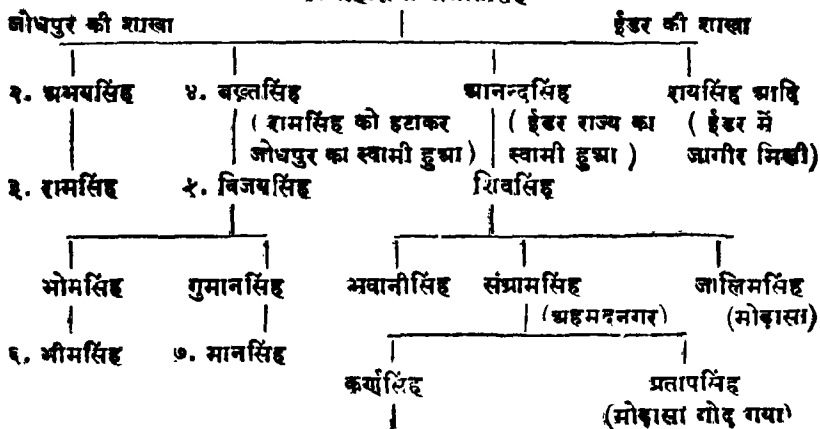 जोधपुर की शाखा ईडर की शाखा
२. अभयसिंह ४. बख़्तसिंह आनन्दसिंह रायसिंह आदि
(रामसिंह को हटाकर ( ईडर राज्य का ( ईडर में
जोधपुर का स्वामी हुआ) स्वामी हुआ ) जागीर मिली)
३. रामसिंह ५. विजयसिंह शिवसिंह
भोमसिंह गुमानसिंह भवानीसिंह संग्रामसिंह जालिमसिंह
(अहमदनगर) (मोड़ासा)
६. भीमसिंह ७. मानसिंह
कर्णसिंह प्रतापसिंह
(मोड़ासा गोद गया)